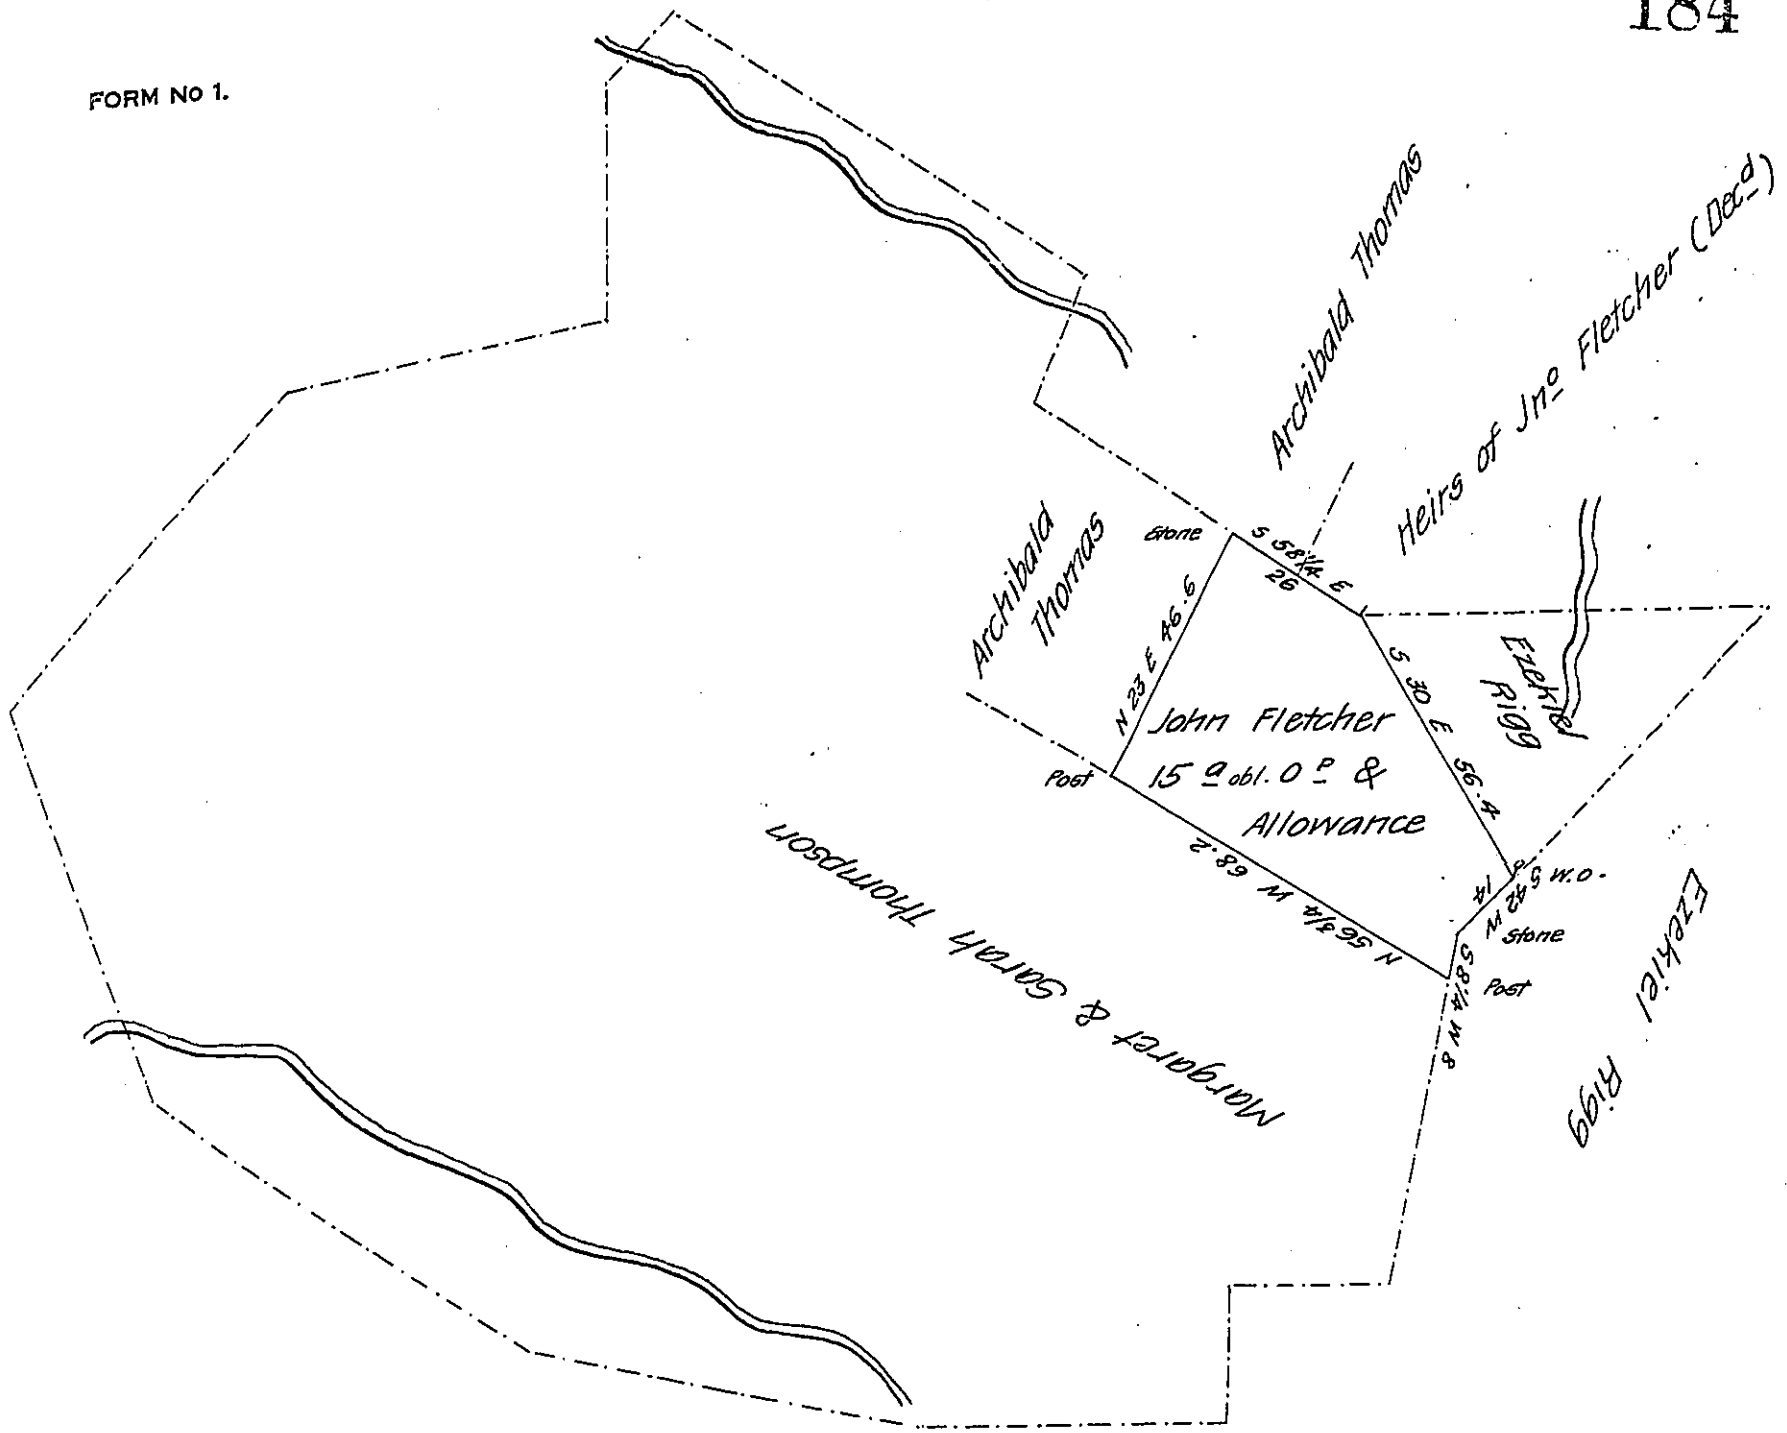 184
FORM NO 1.
Archibald Thomas
Heirs of Jnº Fletcher (Decᵈ)
Archibald
Thomas
Stone
S 58 1/4 E
26
N 23 E 46.6
S 30 E 56.4
Ezekiel
Rigg
John Fletcher
15 ª obl. 0 ᵖ &
Allowance
Post
N 56 3/4 W 68.2
S W.O.
S 42 W
14
Stone
S 8 1/4 W 8
Post
Margaret & Sarah Thompson
Ezekiel Rigg